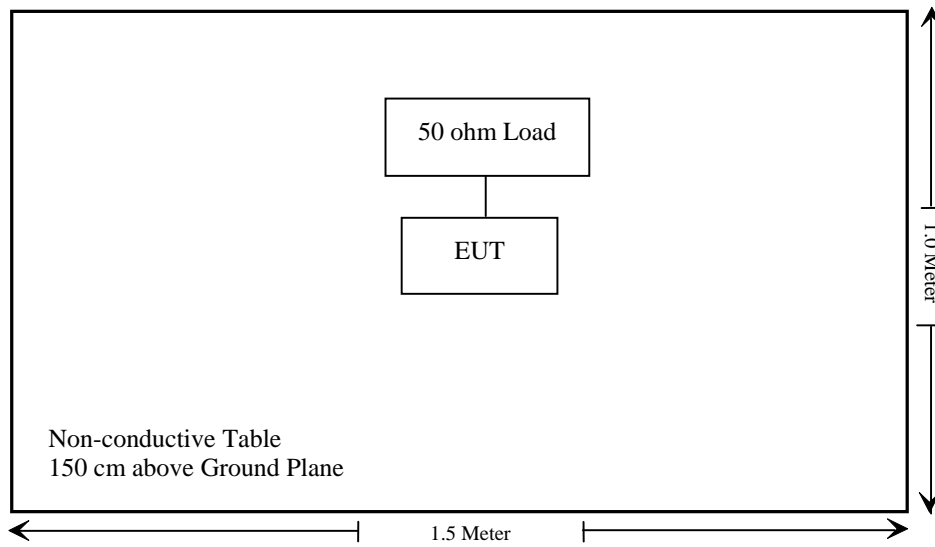 50 ohm Load
EUT
1.0 Meter
Non-conductive Table
150 cm above Ground Plane
1.5 Meter